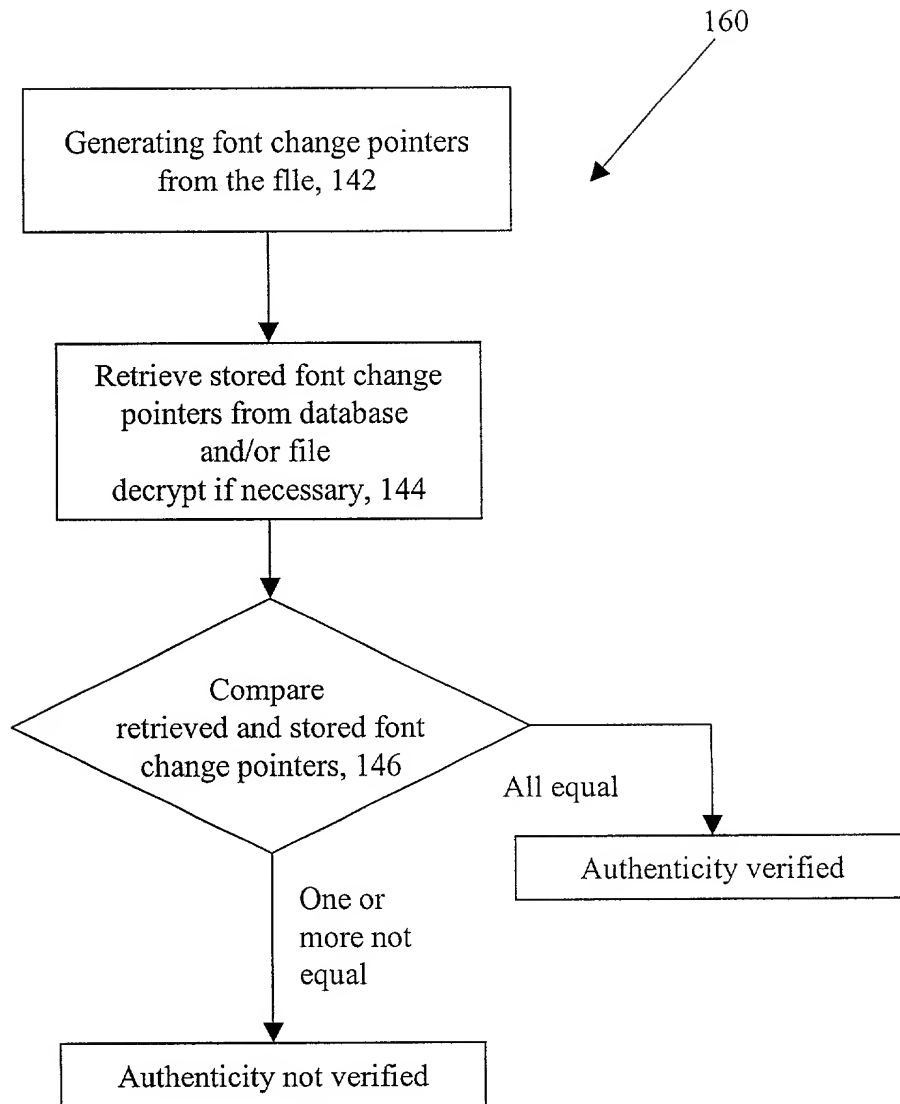 160
Generating font change pointers
from the flle, 142
Retrieve stored font change
pointers from database
and/or file
decrypt if necessary, 144
Compare
retrieved and stored font
change pointers, 146
All equal
Authenticity verified
One or
more not
equal
Authenticity not verified